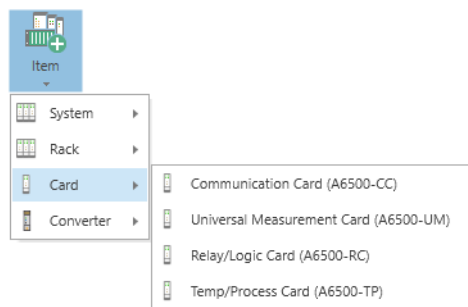 Item
System
Rack
Card
Converter
Communication Card (A6500-CC)
Universal Measurement Card (A6500-UM)
Relay/Logic Card (A6500-RC)
Temp/Process Card (A6500-TP)